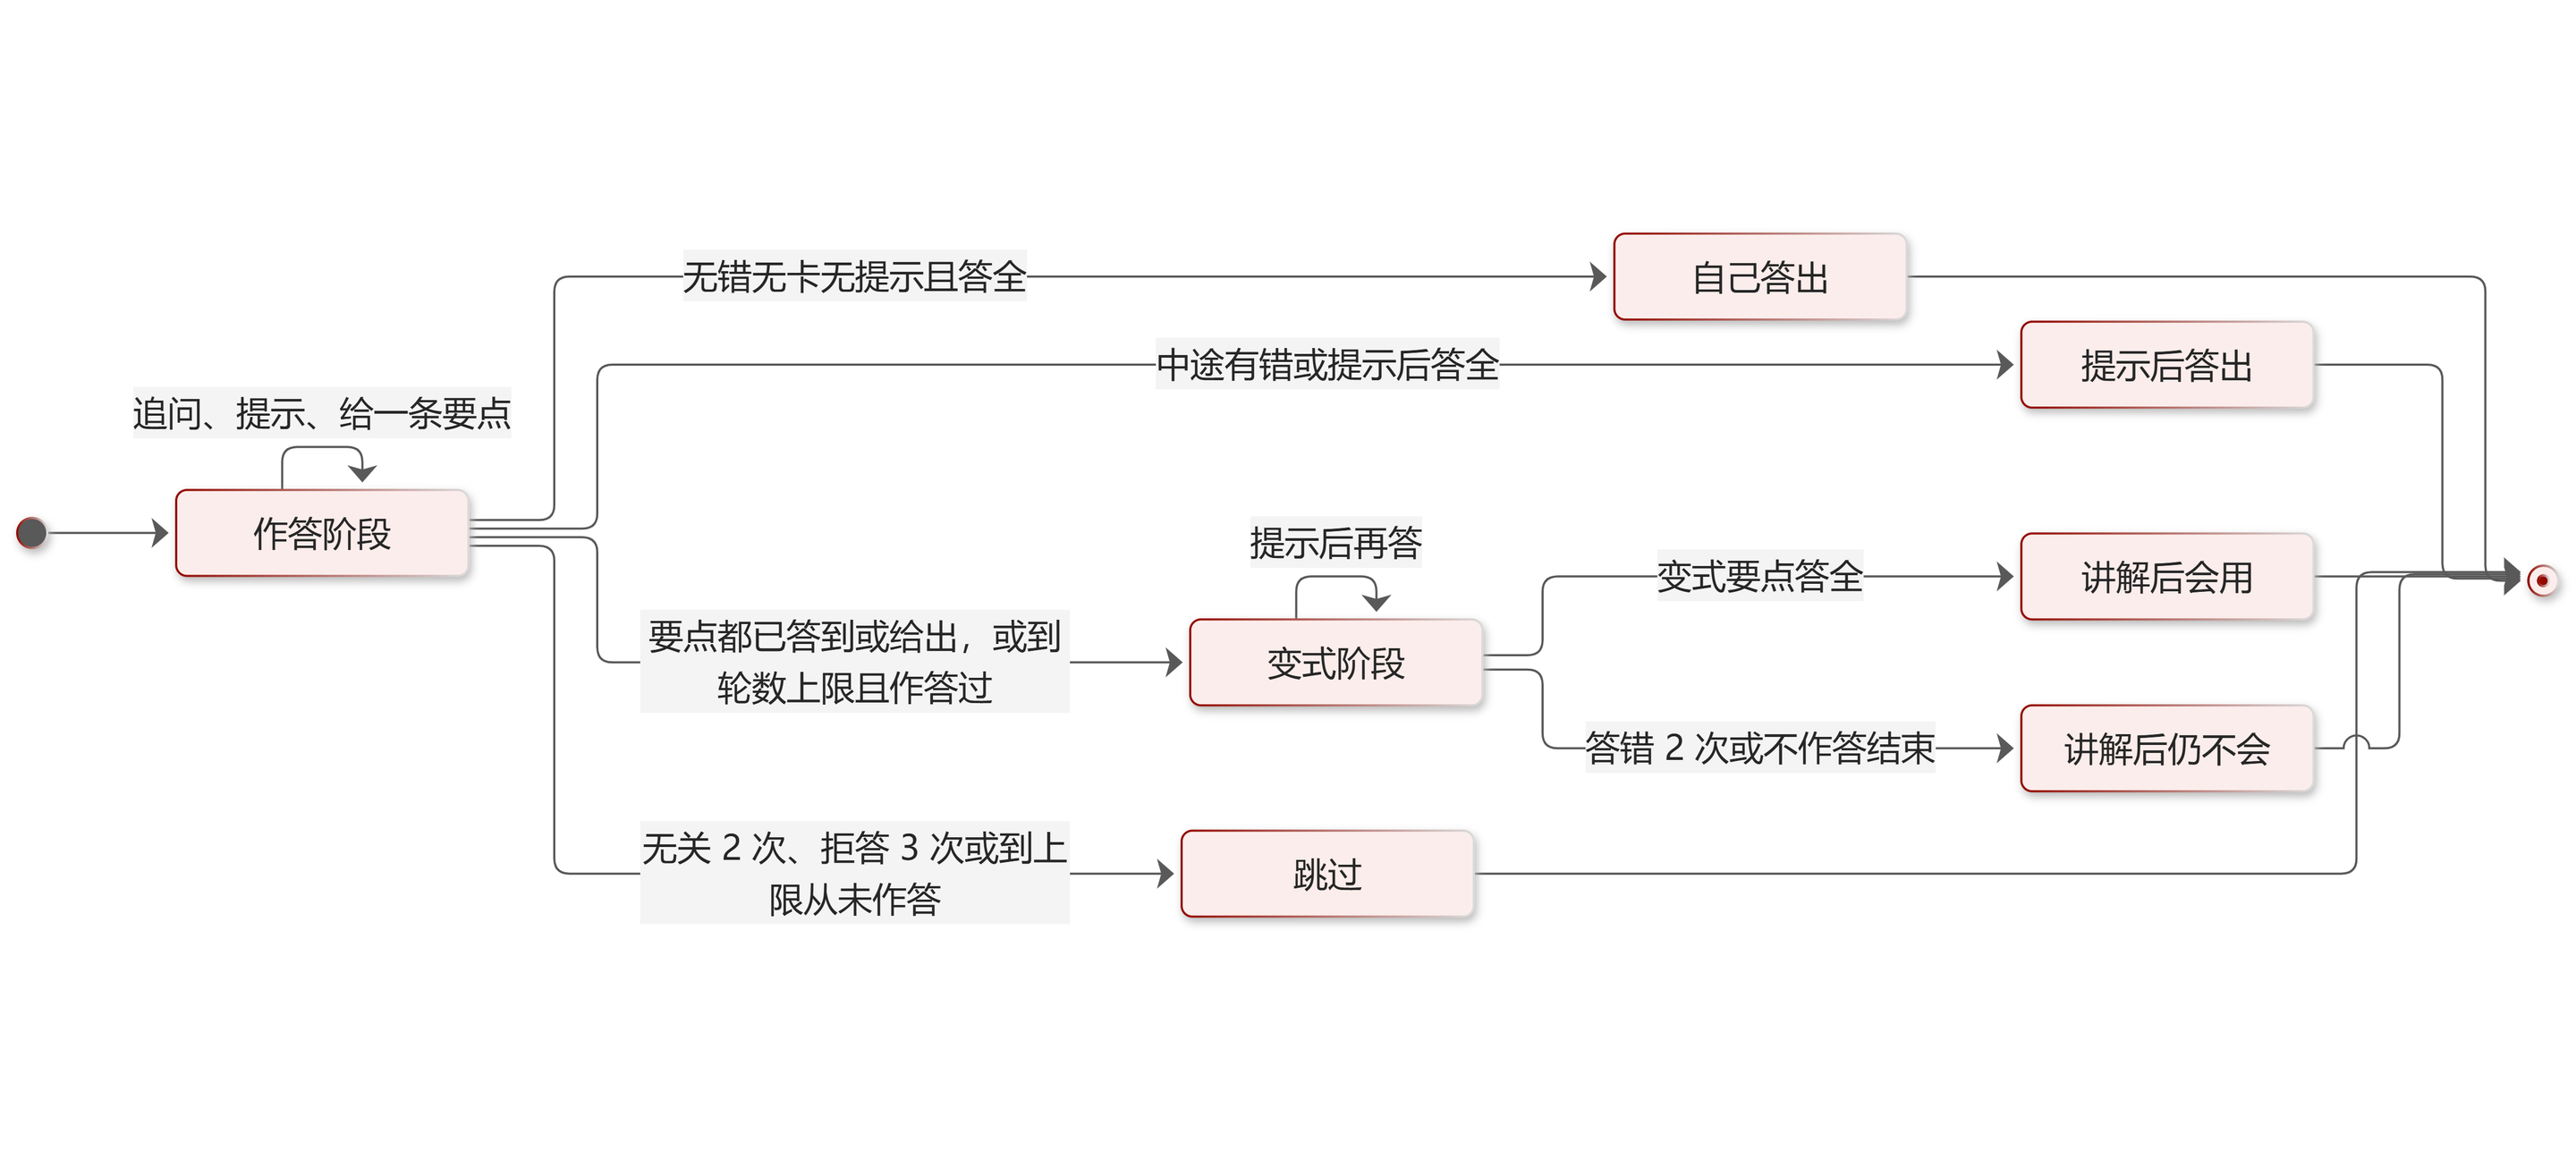 无错无卡无提示且答全
自己答出
中途有错或提示后答全
提示后答出
追问、提示、给一条要点
作答阶段
提示后再答
变式要点答全
讲解后会用
要点都已答到或给出，或到
轮数上限且作答过
变式阶段
答错 2 次或不作答结束
讲解后仍不会
无关 2 次、拒答 3 次或到上
限从未作答
跳过